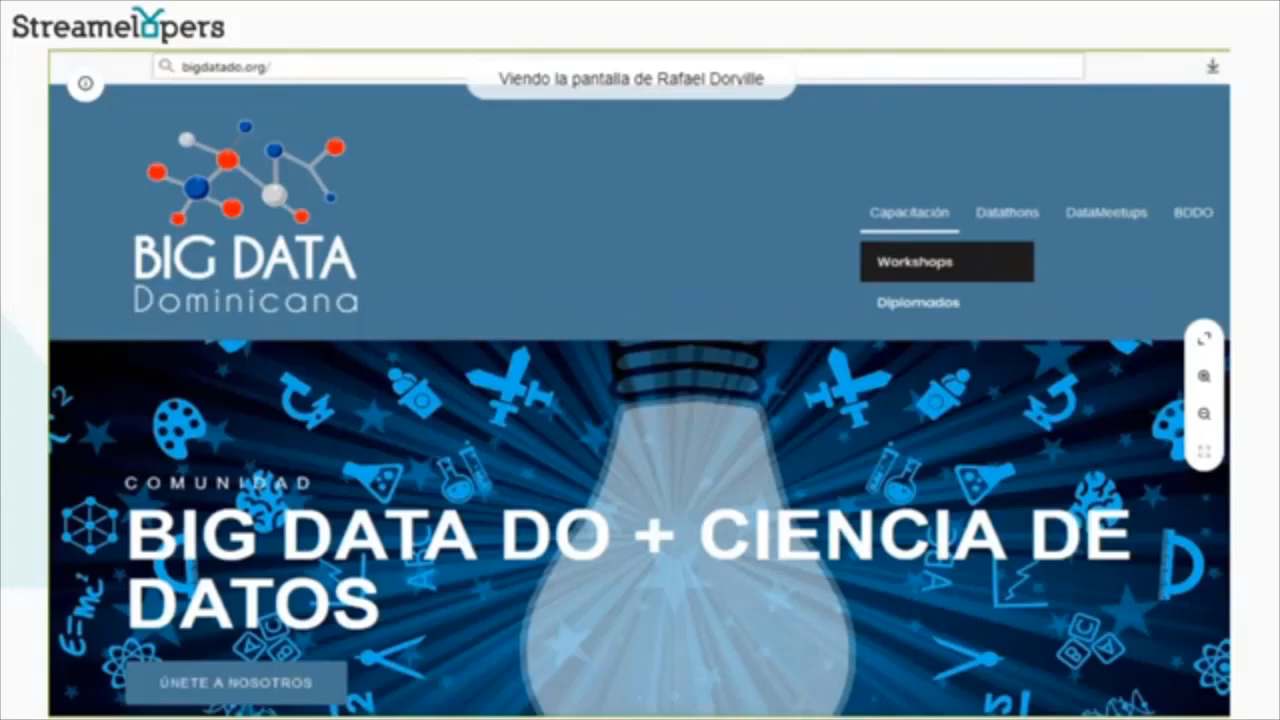 Streamelopers
bigdatado.org/
Viendo la pantalla de Rafael Dorville
Capacitación Datathons DataMeetups BDDO
Workshops
Diplomados
BIG DATA
Dominicana
COMUNIDAD
BIG DATA DO + CIENCIA DE
DATOS
E=mc²
ÚNETE A NOSOTROS